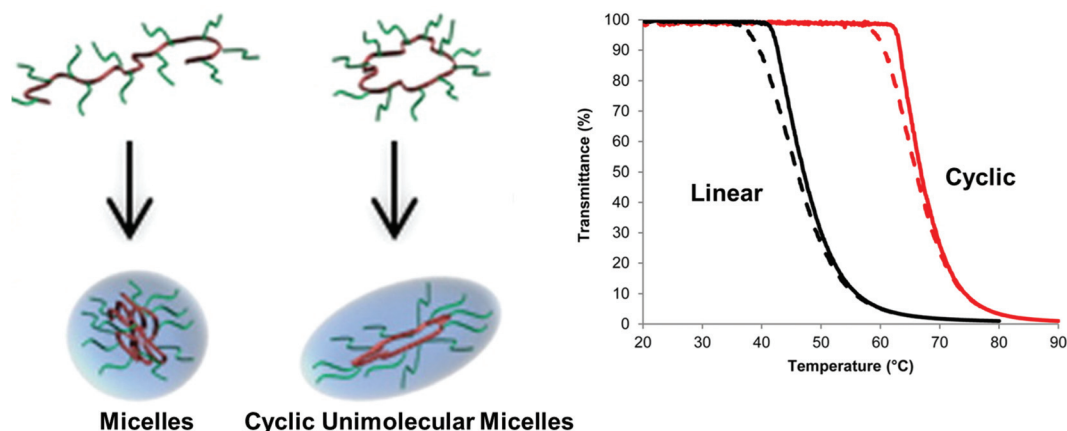 Micelles
Cyclic Unimolecular Micelles
Transmittance (%)
100
90
80
70
60
50
40
30
20
10
0
Linear
Cyclic
20 30 40 50 60 70 80 90
Temperature (°C)